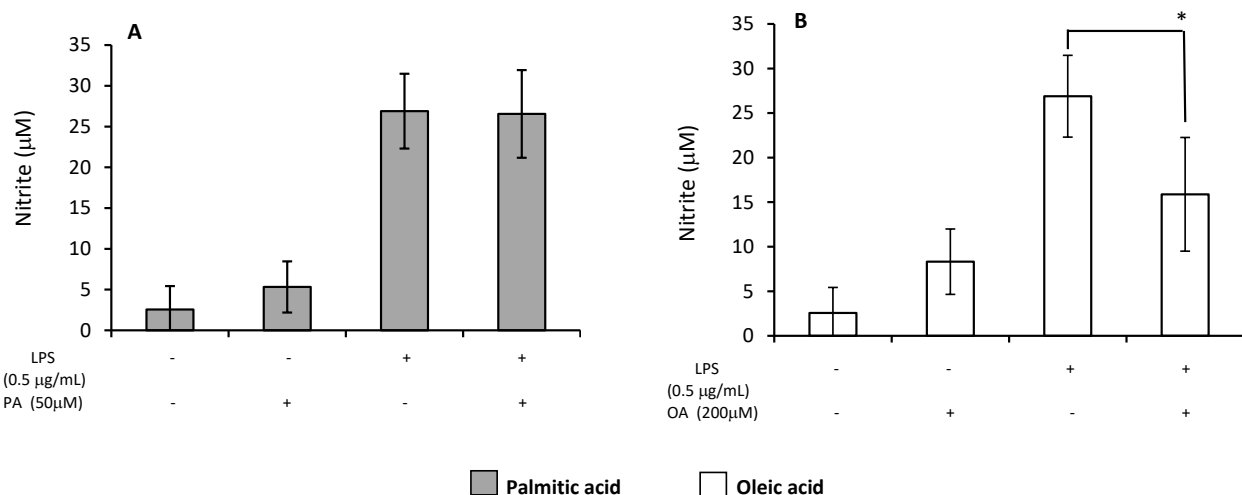 A
35
30
25
20
15
10
5
0
Nitrite (μM)
LPS - - + +
(0.5 μg/mL)
PA (50μM) - + - +
B
*
35
30
25
20
15
10
5
0
Nitrite (μM)
LPS - - + +
(0.5 μg/mL)
OA (200μM) - + - +
Palmitic acid Oleic acid